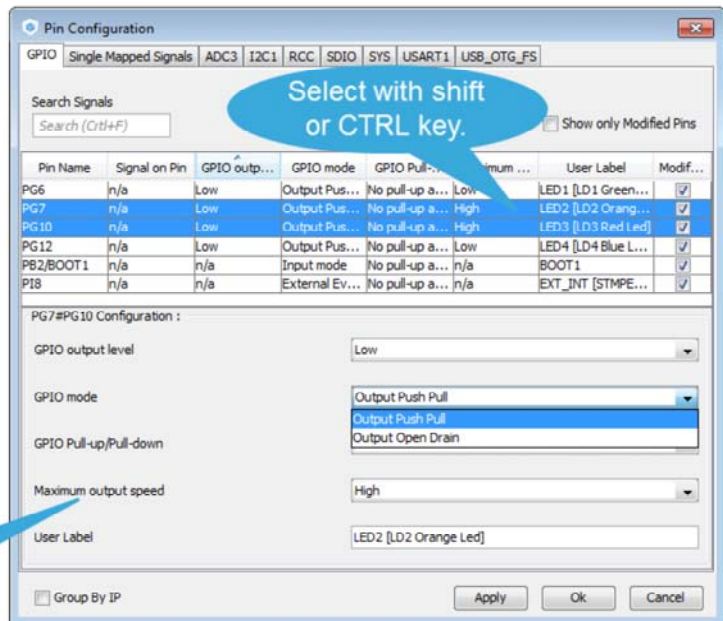 Pin Configuration
GPIO Single Mapped Signals ADC3 I2C1 RCC SDIO SYS USART1 USB_OTG_FS
Select with shift
or CTRL key.
Search Signals
Search (Crtl+F)
Show only Modified Pins
Pin Name Signal on Pin GPIO outp... GPIO mode GPIO Pull-... ...imum ... User Label Modif...
PG6 n/a Low Output Pus... No pull-up a... Low LED1 [LD1 Green...
PG7 n/a Low Output Pus... No pull-up a... High LED2 [LD2 Orang...
PG10 n/a Low Output Pus... No pull-up a... High LED3 [LD3 Red Led]
PG12 n/a Low Output Pus... No pull-up a... Low LED4 [LD4 Blue L...
PB2/BOOT1 n/a n/a Input mode No pull-up a... n/a BOOT1
PI8 n/a n/a External Ev... No pull-up a... n/a EXT_INT [STMPE...
PG7#PG10 Configuration :
GPIO output level Low
GPIO mode Output Push Pull
Output Push Pull
Output Open Drain
GPIO Pull-up/Pull-down
Maximum output speed High
User Label LED2 [LD2 Orange Led]
Group By IP Apply Ok Cancel